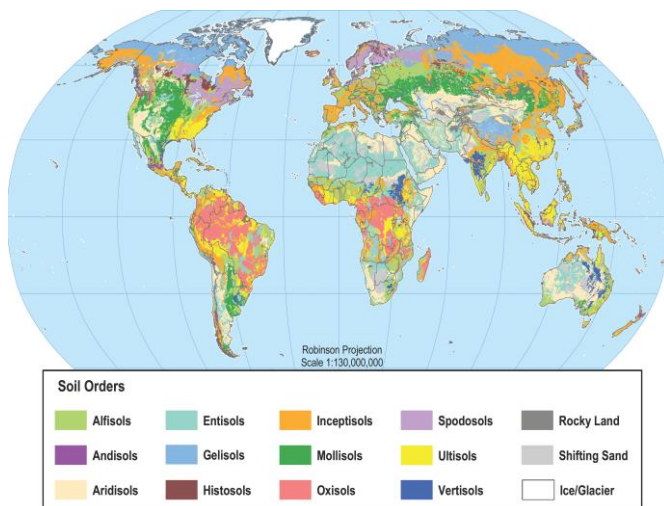 Robinson Projection
Scale 1:130,000,000
Soil Orders
Alfisols Entisols Inceptisols Spodosols Rocky Land
Andisols Gelisols Mollisols Ultisols Shifting Sand
Aridisols Histosols Oxisols Vertisols Ice/Glacier